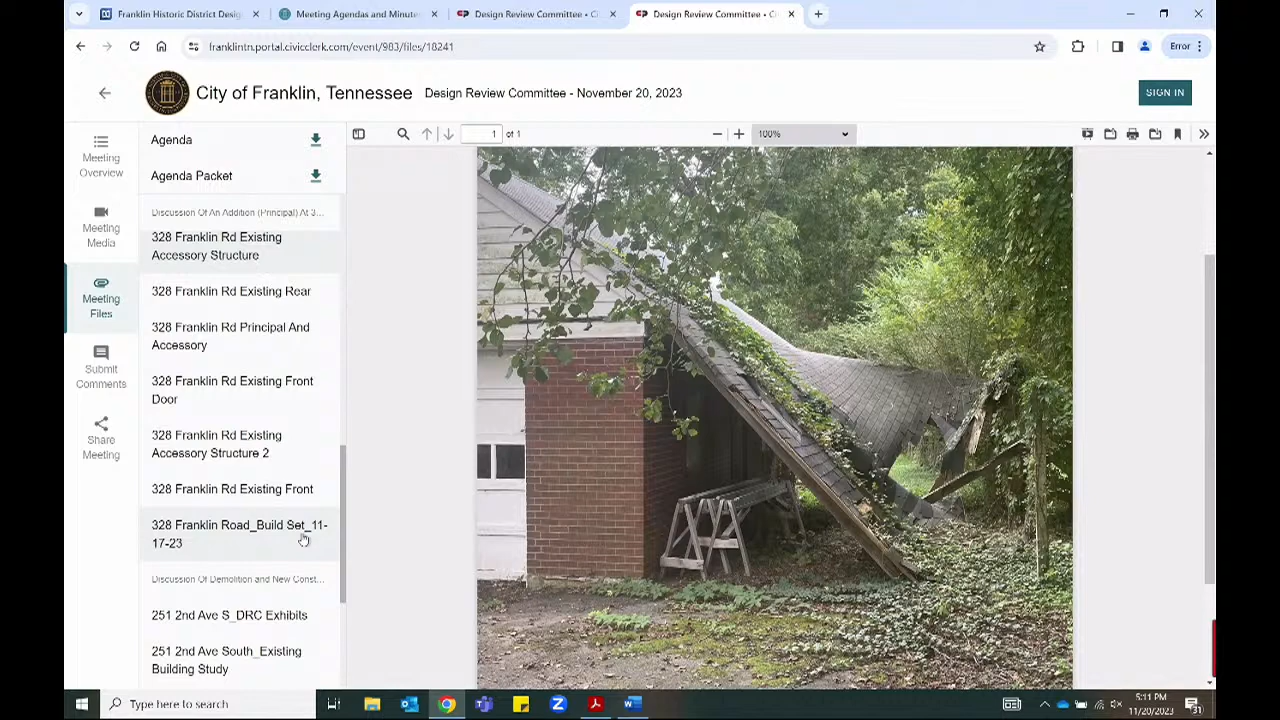 Franklin Historic District Desig
Meeting Agendas and Minute
Design Review Committee • Ci
Design Review Committee • Ci
franklintn.portal.civicclerk.com/event/983/files/18241
Error
City of Franklin, Tennessee
Design Review Committee - November 20, 2023
SIGN IN
Meeting
Overview
Meeting
Media
Meeting
Files
Submit
Comments
Share
Meeting
Agenda
Agenda Packet
Discussion Of An Addition (Principal) At 3...
328 Franklin Rd Existing
Accessory Structure
328 Franklin Rd Existing Rear
328 Franklin Rd Principal And
Accessory
328 Franklin Rd Existing Front
Door
328 Franklin Rd Existing
Accessory Structure 2
328 Franklin Rd Existing Front
328 Franklin Road_Build Set_11-
17-23
Discussion Of Demolition and New Const...
251 2nd Ave S_DRC Exhibits
251 2nd Ave South_Existing
Building Study
1 of 1
100%
Type here to search
5:11 PM
11/20/2023
31